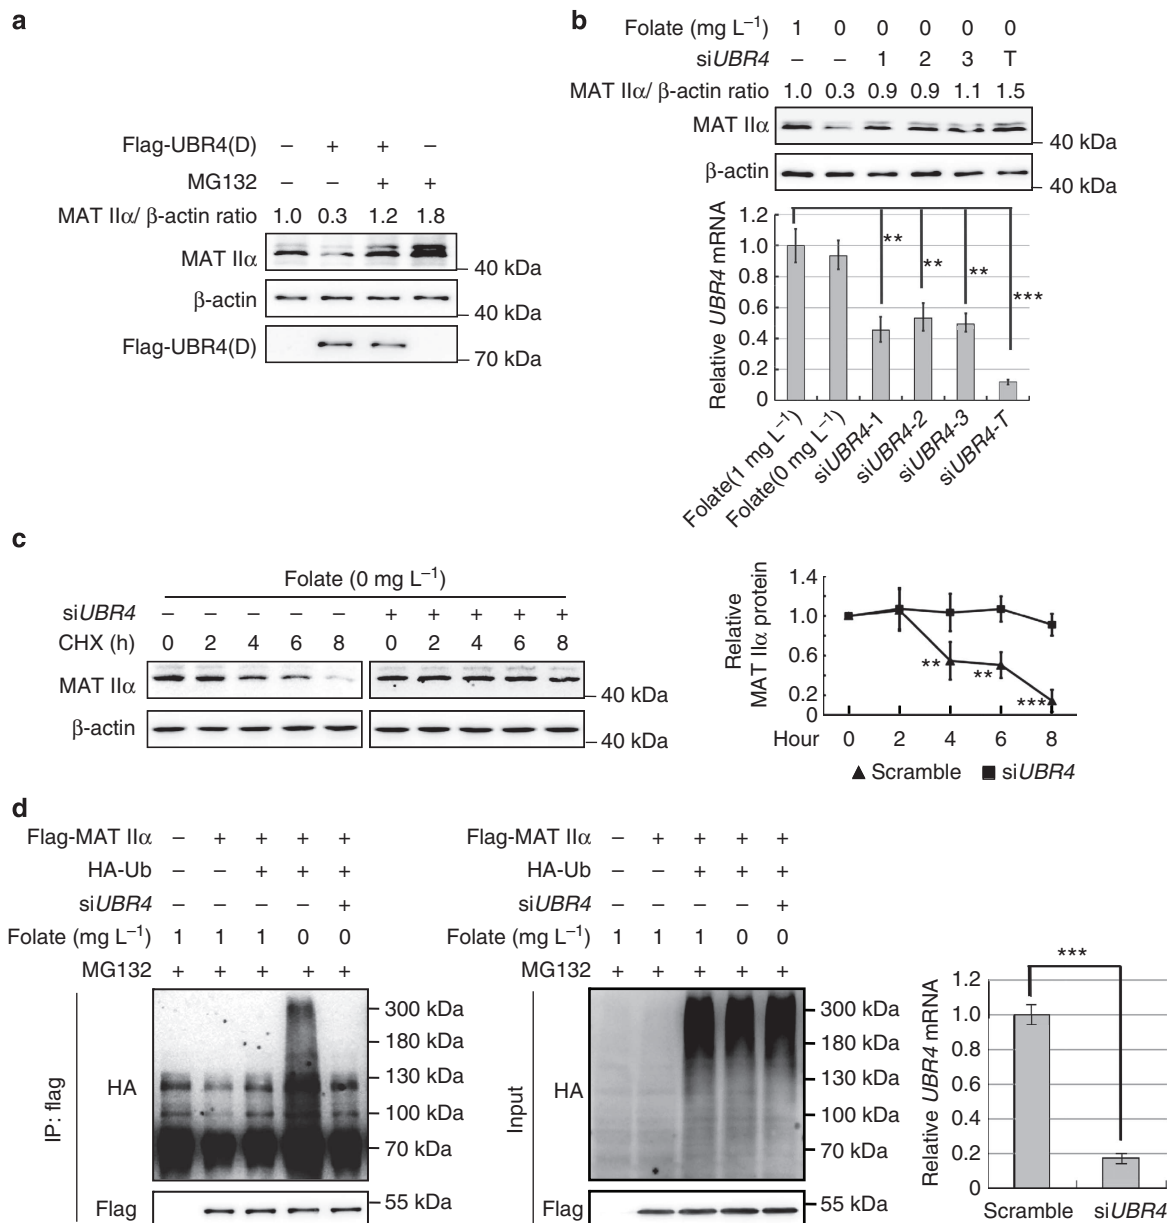 a
Flag-UBR4(D) – + + –
MG132 – – + +
MAT IIα/ β-actin ratio 1.0 0.3 1.2 1.8
MAT IIα
40 kDa
β-actin
40 kDa
Flag-UBR4(D)
70 kDa
b
Folate (mg L⁻¹) 1 0 0 0 0 0
siUBR4 – – 1 2 3 T
MAT IIα/ β-actin ratio 1.0 0.3 0.9 0.9 1.1 1.5
MAT IIα
40 kDa
β-actin
40 kDa
Relative UBR4 mRNA
1.2
1.0
0.8
0.6
0.4
0.2
0
**
**
**
***
Folate(1 mg L⁻¹)
Folate(0 mg L⁻¹)
siUBR4-1
siUBR4-2
siUBR4-3
siUBR4-T
c
Folate (0 mg L⁻¹)
siUBR4 – – – – – + + + + +
CHX (h) 0 2 4 6 8 0 2 4 6 8
MAT IIα
40 kDa
β-actin
40 kDa
Relative
MAT IIα protein
1.4
1.0
0.6
0.2
0
**
**
***
Hour 0 2 4 6 8
▲ Scramble ■ siUBR4
d
Flag-MAT IIα – + + + +
HA-Ub – – + + +
siUBR4 – – – – +
Folate (mg L⁻¹) 1 1 1 0 0
MG132 + + + + +
IP: flag
HA
300 kDa
180 kDa
130 kDa
100 kDa
70 kDa
Flag
55 kDa
Flag-MAT IIα – + + + +
HA-Ub – – + + +
siUBR4 – – – – +
Folate (mg L⁻¹) 1 1 1 0 0
MG132 + + + + +
Input
HA
300 kDa
180 kDa
130 kDa
100 kDa
70 kDa
Flag
55 kDa
Relative UBR4 mRNA
1.2
1.0
0.8
0.6
0.4
0.2
0
***
Scramble siUBR4